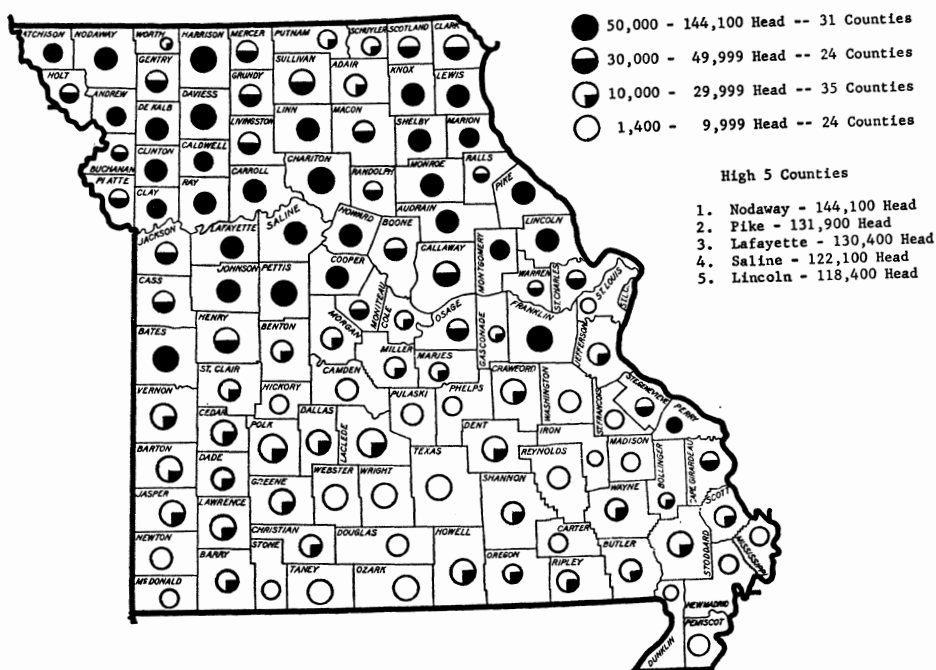 50,000 - 144,100 Head -- 31 Counties
30,000 - 49,999 Head -- 24 Counties
10,000 - 29,999 Head -- 35 Counties
1,400 - 9,999 Head -- 24 Counties
High 5 Counties
1. Nodaway - 144,100 Head
2. Pike - 131,900 Head
3. Lafayette - 130,400 Head
4. Saline - 122,100 Head
5. Lincoln - 118,400 Head
ATCHISON
NODAWAY
WORTH
HARRISON
MERCER
PUTNAM
SCHUYLER
SCOTLAND
CLARK
HOLT
GENTRY
SULLIVAN
ADAIR
KNOX
LEWIS
ANDREW
DE KALB
DAVIESS
GRUNDY
LINN
MACON
SHELBY
MARION
LIVINGSTON
BUCHANAN
CLINTON
CALDWELL
CHARITON
RANDOLPH
MONROE
RALLS
PIKE
PLATTE
CLAY
RAY
CARROLL
AUDRAIN
JACKSON
LAFAYETTE
SALINE
HOWARD
BOONE
CALLAWAY
MONTGOMERY
LINCOLN
CASS
JOHNSON
PETTIS
COOPER
MONITEAU
COLE
OSAGE
GASCONADE
WARREN
ST.CHARLES
ST.LOUIS
ST.L.C.
FRANKLIN
JEFFERSON
BATES
HENRY
BENTON
MORGAN
MILLER
MARIES
ST. CLAIR
HICKORY
CAMDEN
PULASKI
PHELPS
CRAWFORD
WASHINGTON
ST.FRANCOIS
STEGENEVIEVE
PERRY
VERNON
CEDAR
POLK
DALLAS
LACLEDE
DENT
IRON
MADISON
BOLLINGER
CAPE GIRARDEAU
BARTON
DADE
GREENE
WEBSTER
WRIGHT
TEXAS
REYNOLDS
SHANNON
WAYNE
SCOTT
MISSISSIPPI
JASPER
LAWRENCE
CHRISTIAN
DOUGLAS
HOWELL
CARTER
BUTLER
STODDARD
NEWTON
BARRY
STONE
TANEY
OZARK
OREGON
RIPLEY
NEW MADRID
McDONALD
DUNKLIN
PEMISCOT